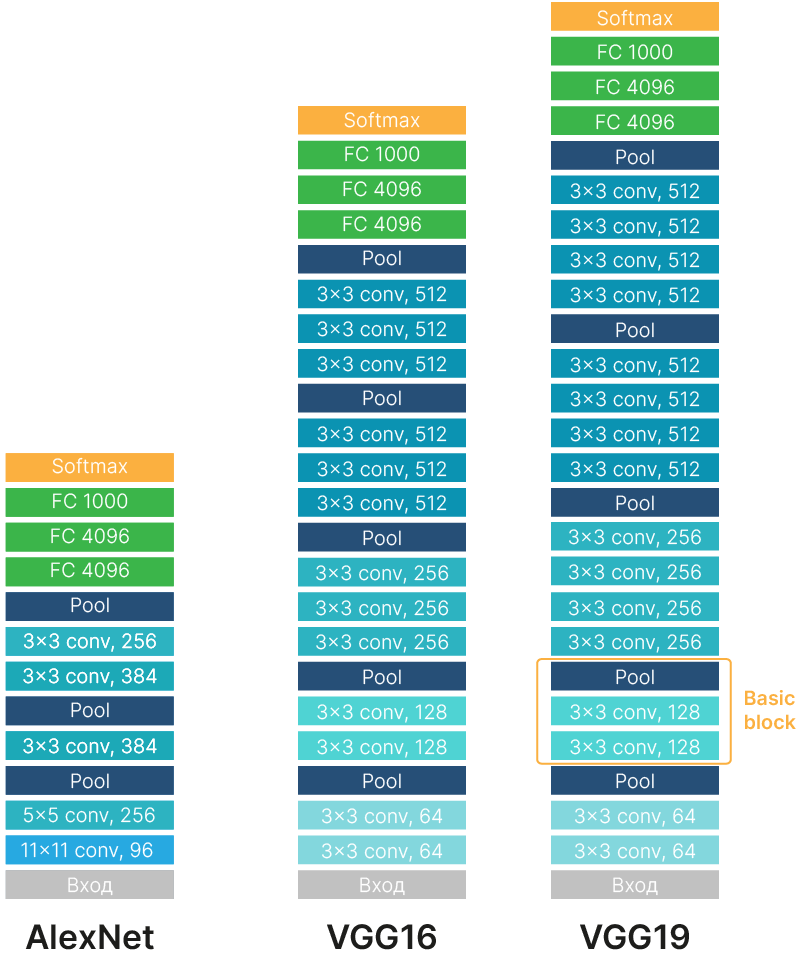 Softmax
FC 1000
FC 4096
FC 4096
Pool
3×3 conv, 256
3×3 conv, 384
Pool
3×3 conv, 384
Pool
5×5 conv, 256
11×11 conv, 96
Вход
AlexNet
Softmax
FC 1000
FC 4096
FC 4096
Pool
3×3 conv, 512
3×3 conv, 512
3×3 conv, 512
Pool
3×3 conv, 512
3×3 conv, 512
3×3 conv, 512
Pool
3×3 conv, 256
3×3 conv, 256
3×3 conv, 256
Pool
3×3 conv, 128
3×3 conv, 128
Pool
3×3 conv, 64
3×3 conv, 64
Вход
VGG16
Softmax
FC 1000
FC 4096
FC 4096
Pool
3×3 conv, 512
3×3 conv, 512
3×3 conv, 512
3×3 conv, 512
Pool
3×3 conv, 512
3×3 conv, 512
3×3 conv, 512
3×3 conv, 512
Pool
3×3 conv, 256
3×3 conv, 256
3×3 conv, 256
3×3 conv, 256
Pool
3×3 conv, 128
3×3 conv, 128
Pool
3×3 conv, 64
3×3 conv, 64
Вход
VGG19
Basic
block